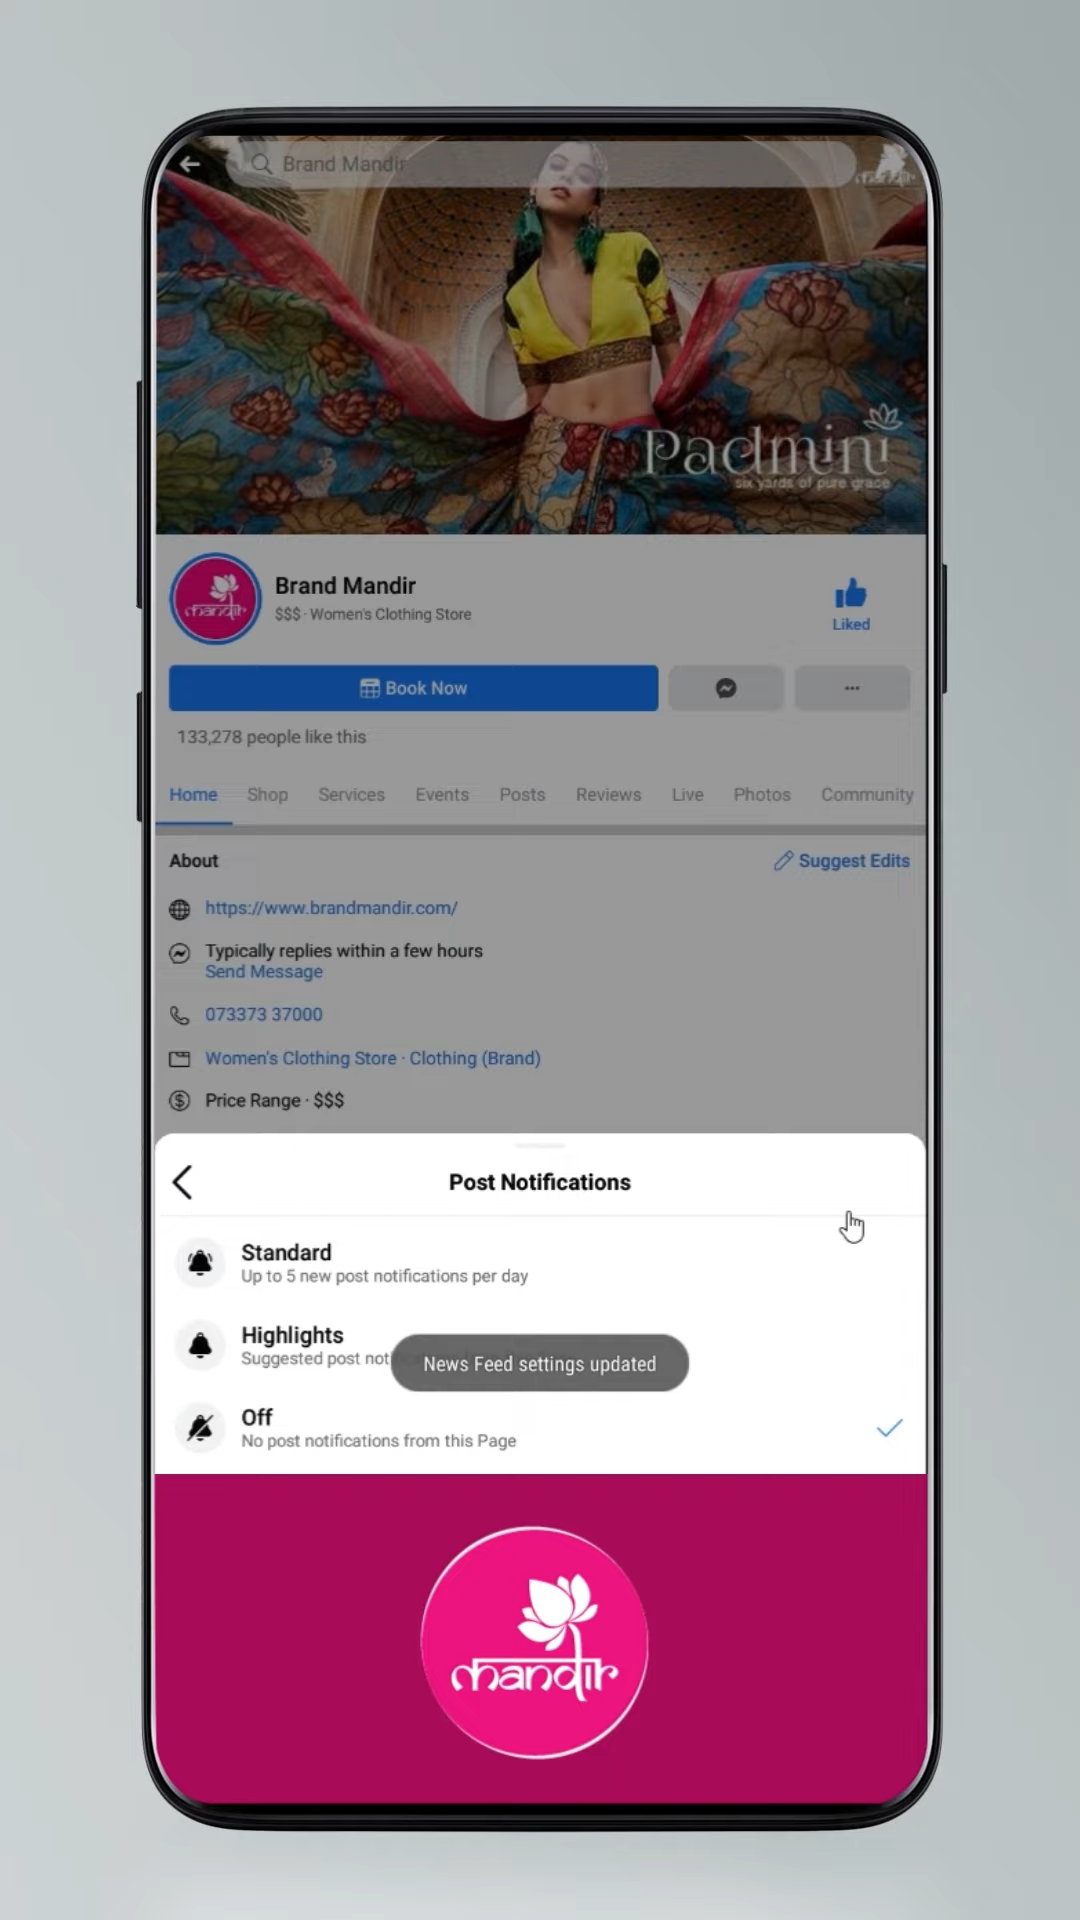 Brand Mandir
mandir
Padmini
six yards of pure grace
mandir
Brand Mandir
$$$ · Women's Clothing Store
Liked
Book Now
133,278 people like this
Home Shop Services Events Posts Reviews Live Photos Community
About
Suggest Edits
https://www.brandmandir.com/
Typically replies within a few hours
Send Message
073373 37000
Women's Clothing Store · Clothing (Brand)
Price Range · $$$
Post Notifications
Standard
Up to 5 new post notifications per day
Highlights
Suggested post not
News Feed settings updated
Off
No post notifications from this Page
mandir